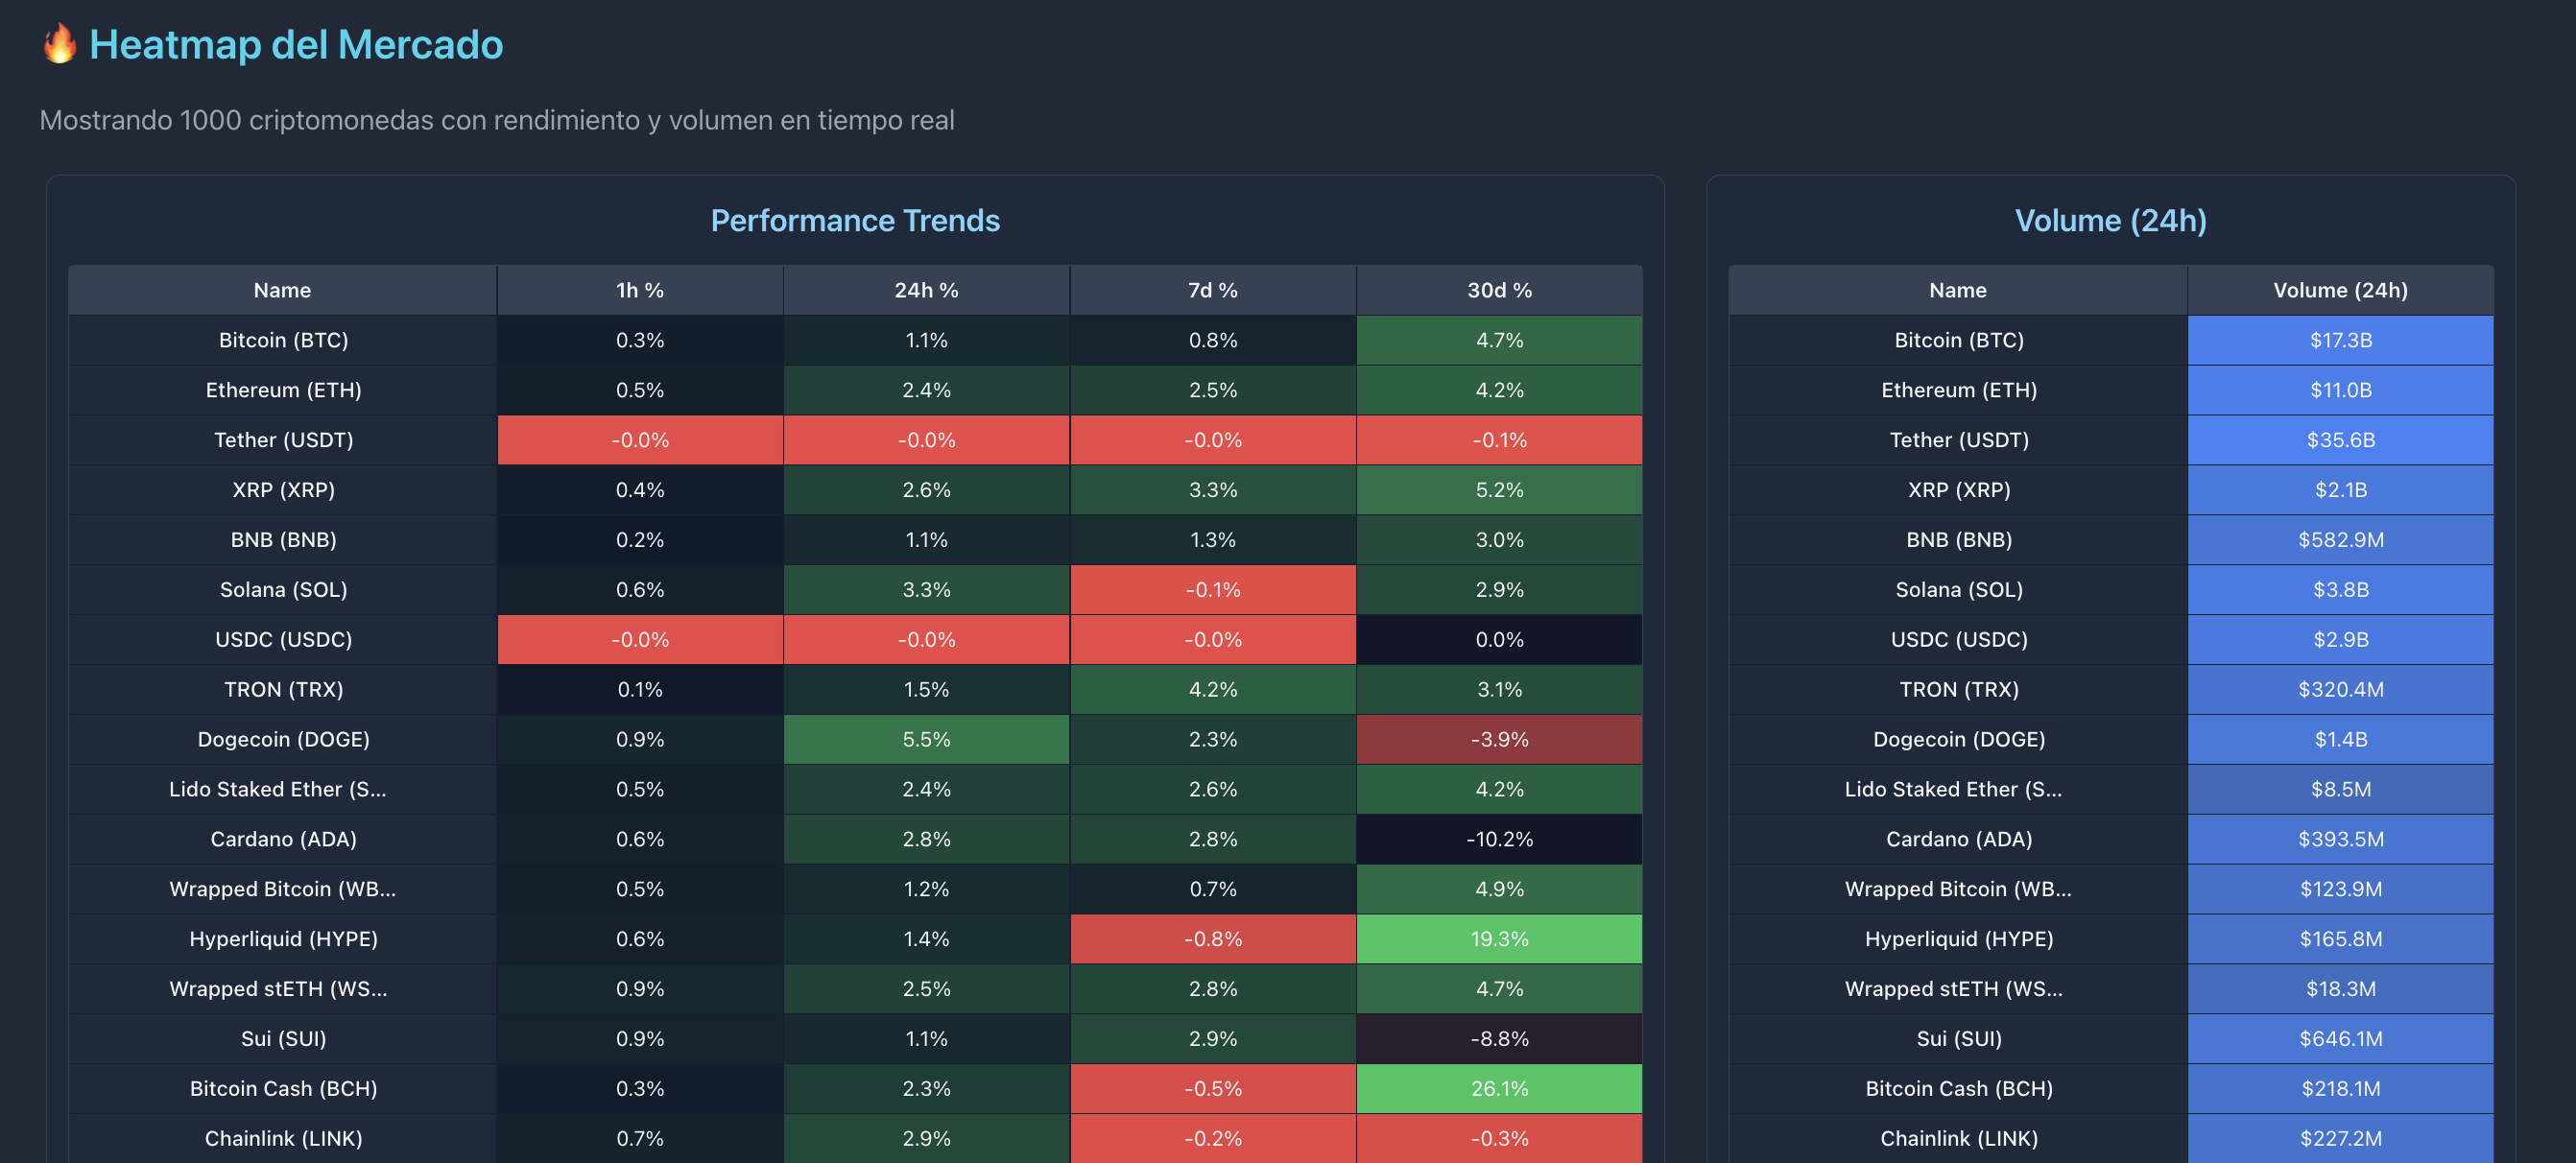 🔥 Heatmap del Mercado
Mostrando 1000 criptomonedas con rendimiento y volumen en tiempo real
Performance Trends
Name 1h % 24h % 7d % 30d %
Bitcoin (BTC) 0.3% 1.1% 0.8% 4.7%
Ethereum (ETH) 0.5% 2.4% 2.5% 4.2%
Tether (USDT) -0.0% -0.0% -0.0% -0.1%
XRP (XRP) 0.4% 2.6% 3.3% 5.2%
BNB (BNB) 0.2% 1.1% 1.3% 3.0%
Solana (SOL) 0.6% 3.3% -0.1% 2.9%
USDC (USDC) -0.0% -0.0% -0.0% 0.0%
TRON (TRX) 0.1% 1.5% 4.2% 3.1%
Dogecoin (DOGE) 0.9% 5.5% 2.3% -3.9%
Lido Staked Ether (S... 0.5% 2.4% 2.6% 4.2%
Cardano (ADA) 0.6% 2.8% 2.8% -10.2%
Wrapped Bitcoin (WB... 0.5% 1.2% 0.7% 4.9%
Hyperliquid (HYPE) 0.6% 1.4% -0.8% 19.3%
Wrapped stETH (WS... 0.9% 2.5% 2.8% 4.7%
Sui (SUI) 0.9% 1.1% 2.9% -8.8%
Bitcoin Cash (BCH) 0.3% 2.3% -0.5% 26.1%
Chainlink (LINK) 0.7% 2.9% -0.2% -0.3%
Volume (24h)
Name Volume (24h)
Bitcoin (BTC) $17.3B
Ethereum (ETH) $11.0B
Tether (USDT) $35.6B
XRP (XRP) $2.1B
BNB (BNB) $582.9M
Solana (SOL) $3.8B
USDC (USDC) $2.9B
TRON (TRX) $320.4M
Dogecoin (DOGE) $1.4B
Lido Staked Ether (S... $8.5M
Cardano (ADA) $393.5M
Wrapped Bitcoin (WB... $123.9M
Hyperliquid (HYPE) $165.8M
Wrapped stETH (WS... $18.3M
Sui (SUI) $646.1M
Bitcoin Cash (BCH) $218.1M
Chainlink (LINK) $227.2M